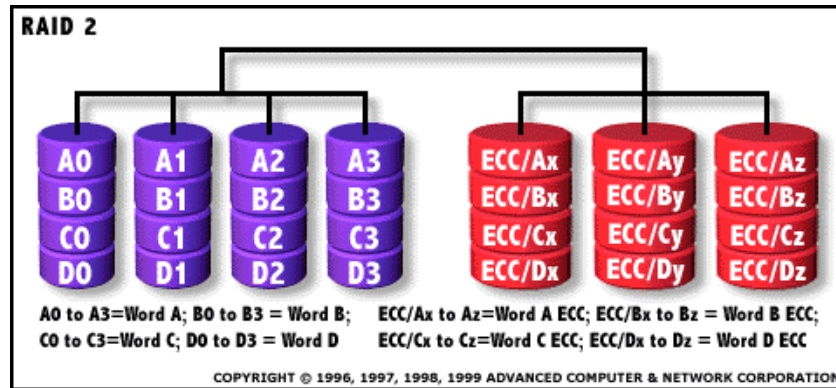 RAID 2
A0 A1 A2 A3 ECC/Ax ECC/Ay ECC/Az
B0 B1 B2 B3 ECC/Bx ECC/By ECC/Bz
C0 C1 C2 C3 ECC/Cx ECC/Cy ECC/Cz
D0 D1 D2 D3 ECC/Dx ECC/Dy ECC/Dz
A0 to A3=Word A; B0 to B3 = Word B; ECC/Ax to Az=Word A ECC; ECC/Bx to Bz = Word B ECC;
C0 to C3=Word C; D0 to D3 = Word D ECC/Cx to Cz=Word C ECC; ECC/Dx to Dz = Word D ECC
COPYRIGHT © 1996, 1997, 1998, 1999 ADVANCED COMPUTER & NETWORK CORPORATION